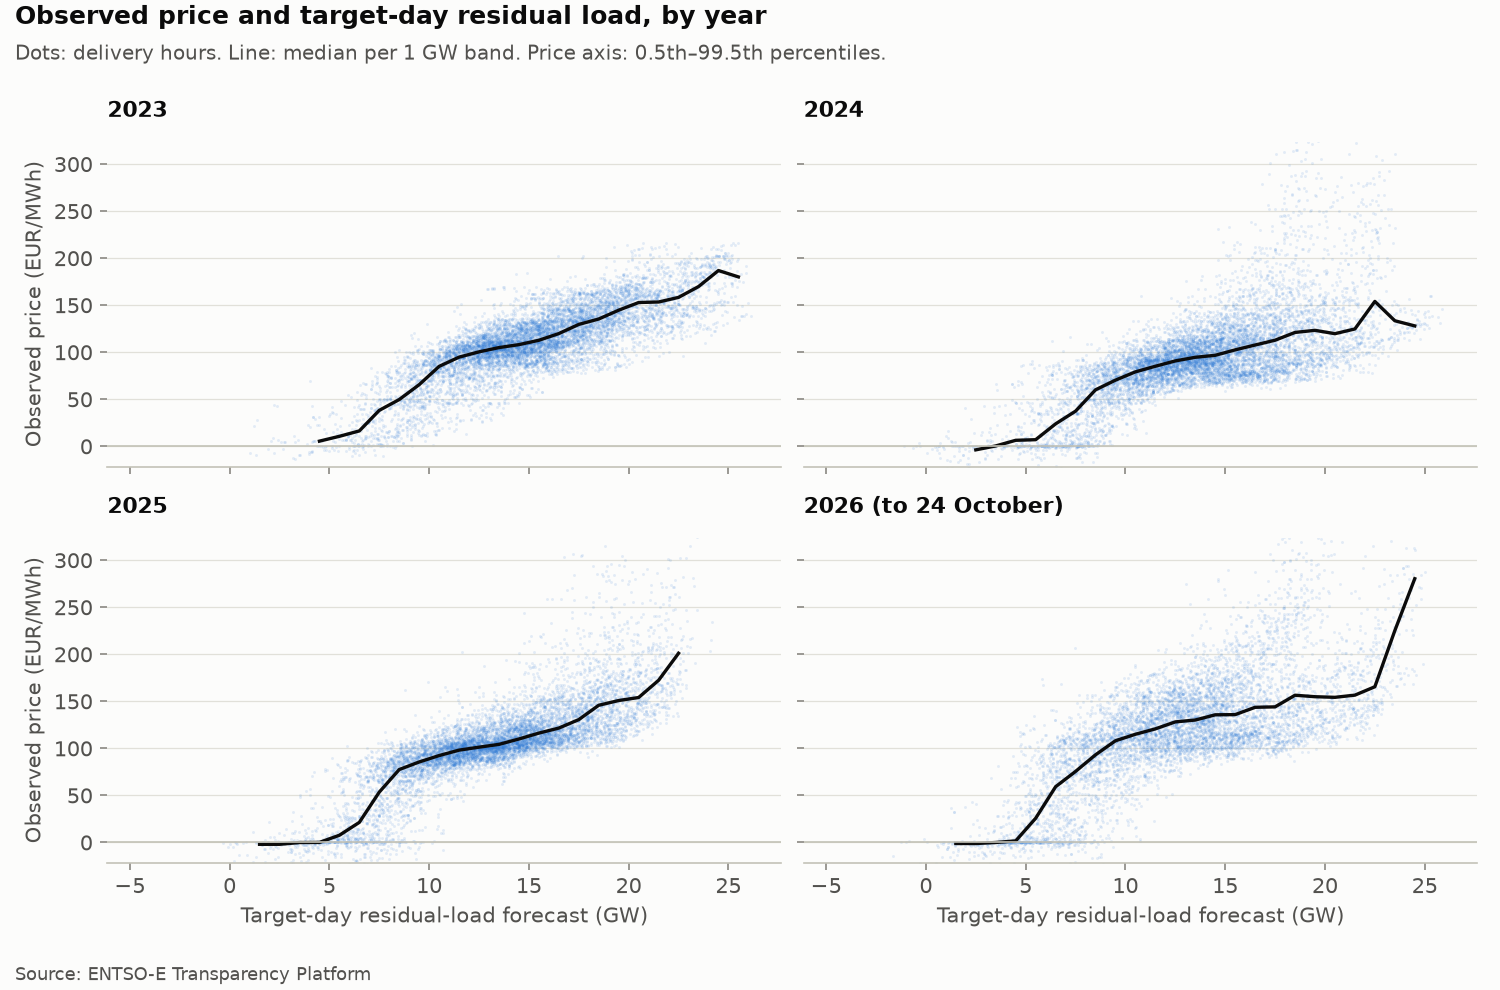 Observed price and target-day residual load, by year
Dots: delivery hours. Line: median per 1 GW band. Price axis: 0.5th–99.5th percentiles.
2023
2024
Observed price (EUR/MWh)
300
250
200
150
100
50
0
2025
2026 (to 24 October)
Observed price (EUR/MWh)
300
250
200
150
100
50
0
−5 0 5 10 15 20 25
−5 0 5 10 15 20 25
Target-day residual-load forecast (GW)
Target-day residual-load forecast (GW)
Source: ENTSO-E Transparency Platform